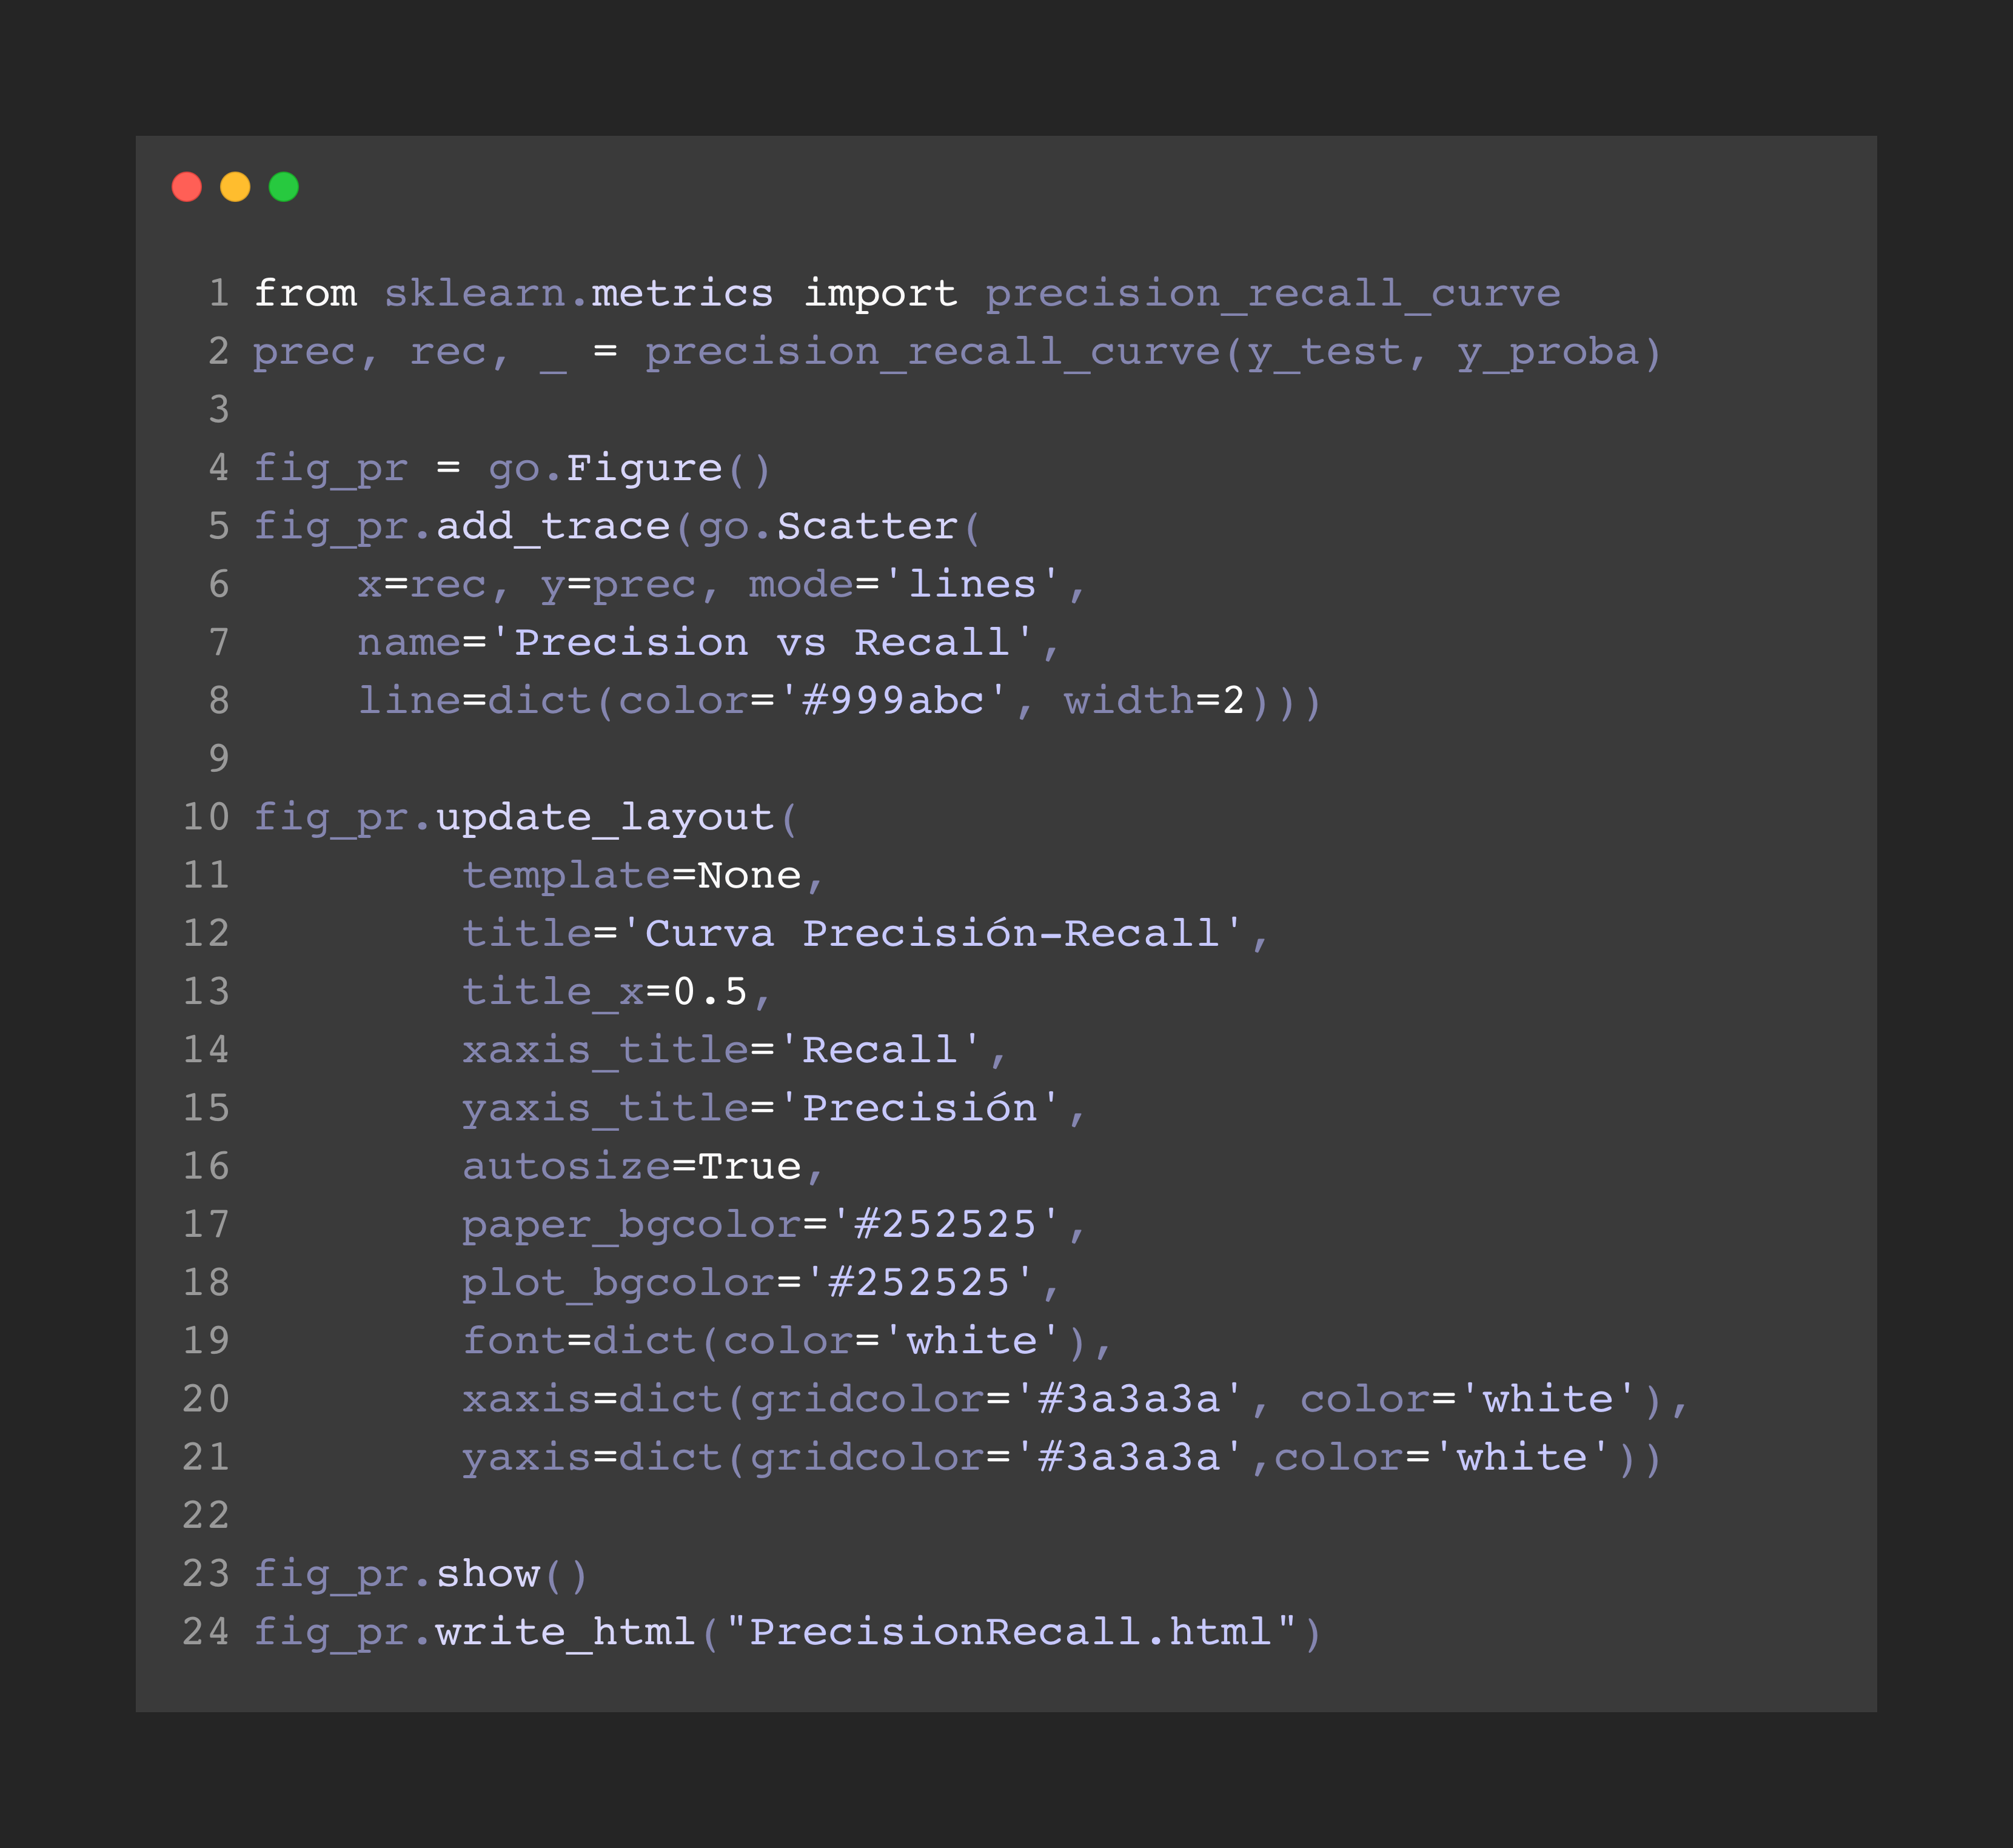 1 from sklearn.metrics import precision_recall_curve
2 prec, rec, _ = precision_recall_curve(y_test, y_proba)
3
4 fig_pr = go.Figure()
5 fig_pr.add_trace(go.Scatter(
6     x=rec, y=prec, mode='lines',
7     name='Precision vs Recall',
8     line=dict(color='#999abc', width=2)))
9
10 fig_pr.update_layout(
11         template=None,
12         title='Curva Precisión-Recall',
13         title_x=0.5,
14         xaxis_title='Recall',
15         yaxis_title='Precisión',
16         autosize=True,
17         paper_bgcolor='#252525',
18         plot_bgcolor='#252525',
19         font=dict(color='white'),
20         xaxis=dict(gridcolor='#3a3a3a', color='white'),
21         yaxis=dict(gridcolor='#3a3a3a',color='white'))
22
23 fig_pr.show()
24 fig_pr.write_html("PrecisionRecall.html")